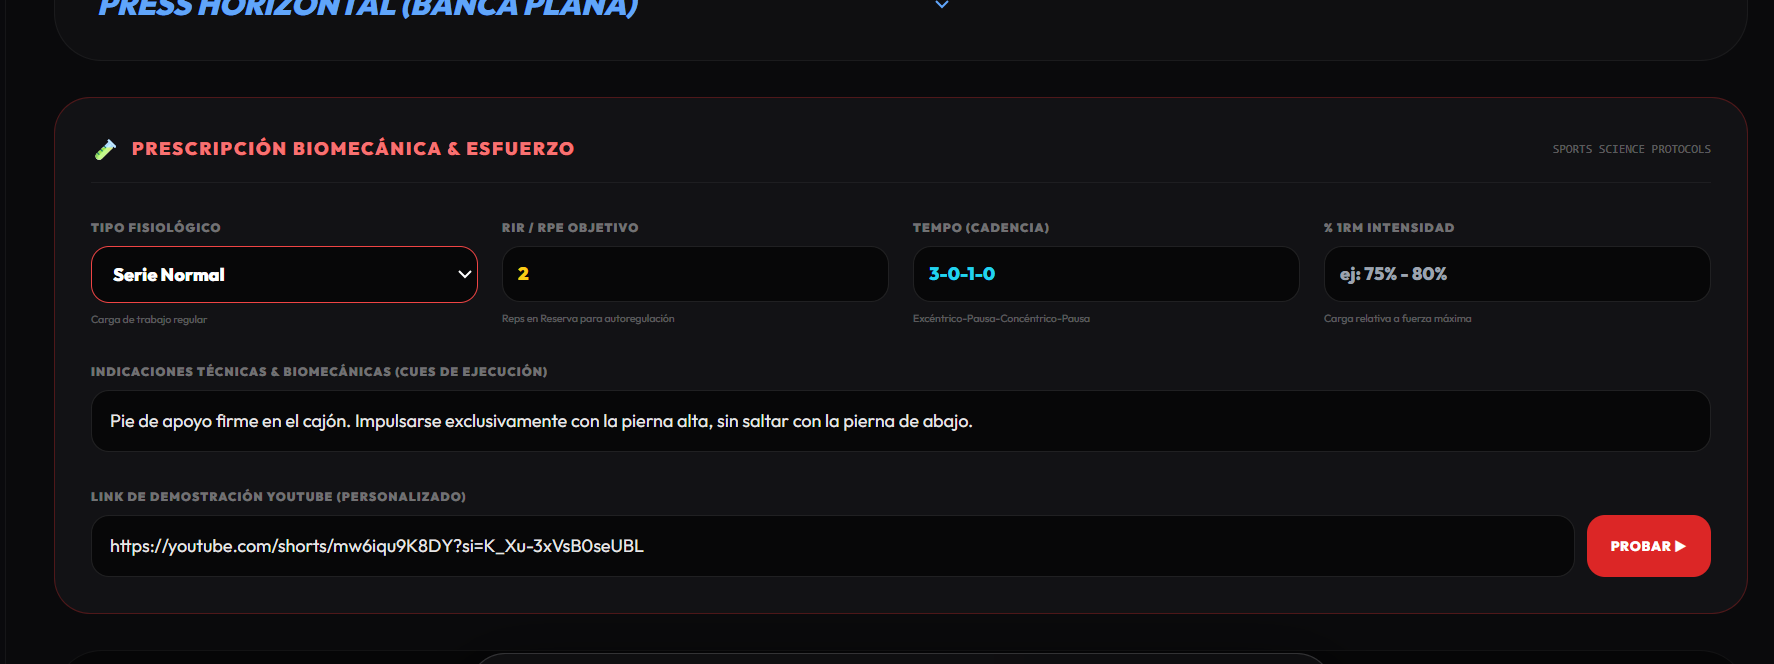 PRESS HORIZONTAL (BANCA PLANA)
PRESCRIPCIÓN BIOMECÁNICA & ESFUERZO
SPORTS SCIENCE PROTOCOLS
TIPO FISIOLÓGICO
Serie Normal
Carga de trabajo regular
RIR / RPE OBJETIVO
2
Reps en Reserva para autoregulación
TEMPO (CADENCIA)
3-0-1-0
Excéntrico-Pausa-Concéntrico-Pausa
% 1RM INTENSIDAD
ej: 75% - 80%
Carga relativa a fuerza máxima
INDICACIONES TÉCNICAS & BIOMECÁNICAS (CUES DE EJECUCIÓN)
Pie de apoyo firme en el cajón. Impulsarse exclusivamente con la pierna alta, sin saltar con la pierna de abajo.
LINK DE DEMOSTRACIÓN YOUTUBE (PERSONALIZADO)
https://youtube.com/shorts/mw6iqu9K8DY?si=K_Xu-3xVsB0seUBL
PROBAR ▶